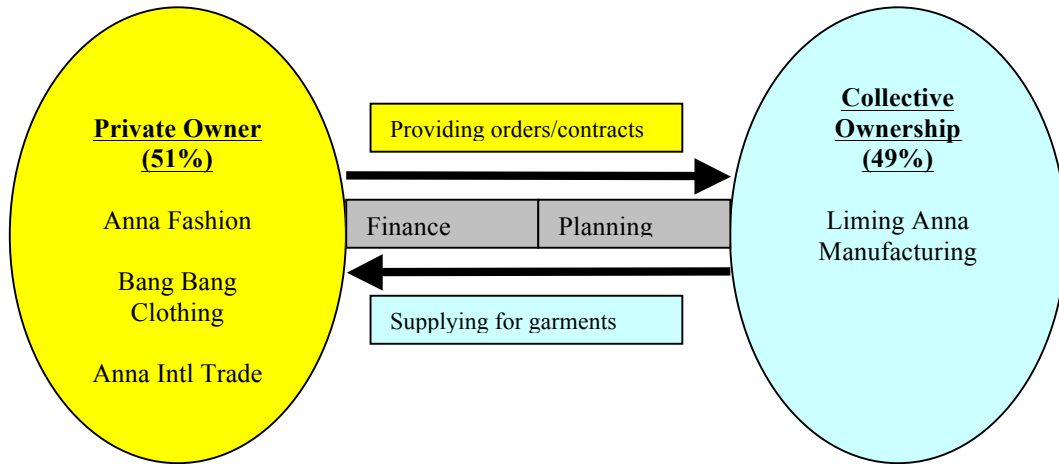 Private Owner
(51%)
Anna Fashion
Bang Bang
Clothing
Anna Intl Trade
Providing orders/contracts
Finance
Planning
Supplying for garments
Collective
Ownership
(49%)
Liming Anna
Manufacturing